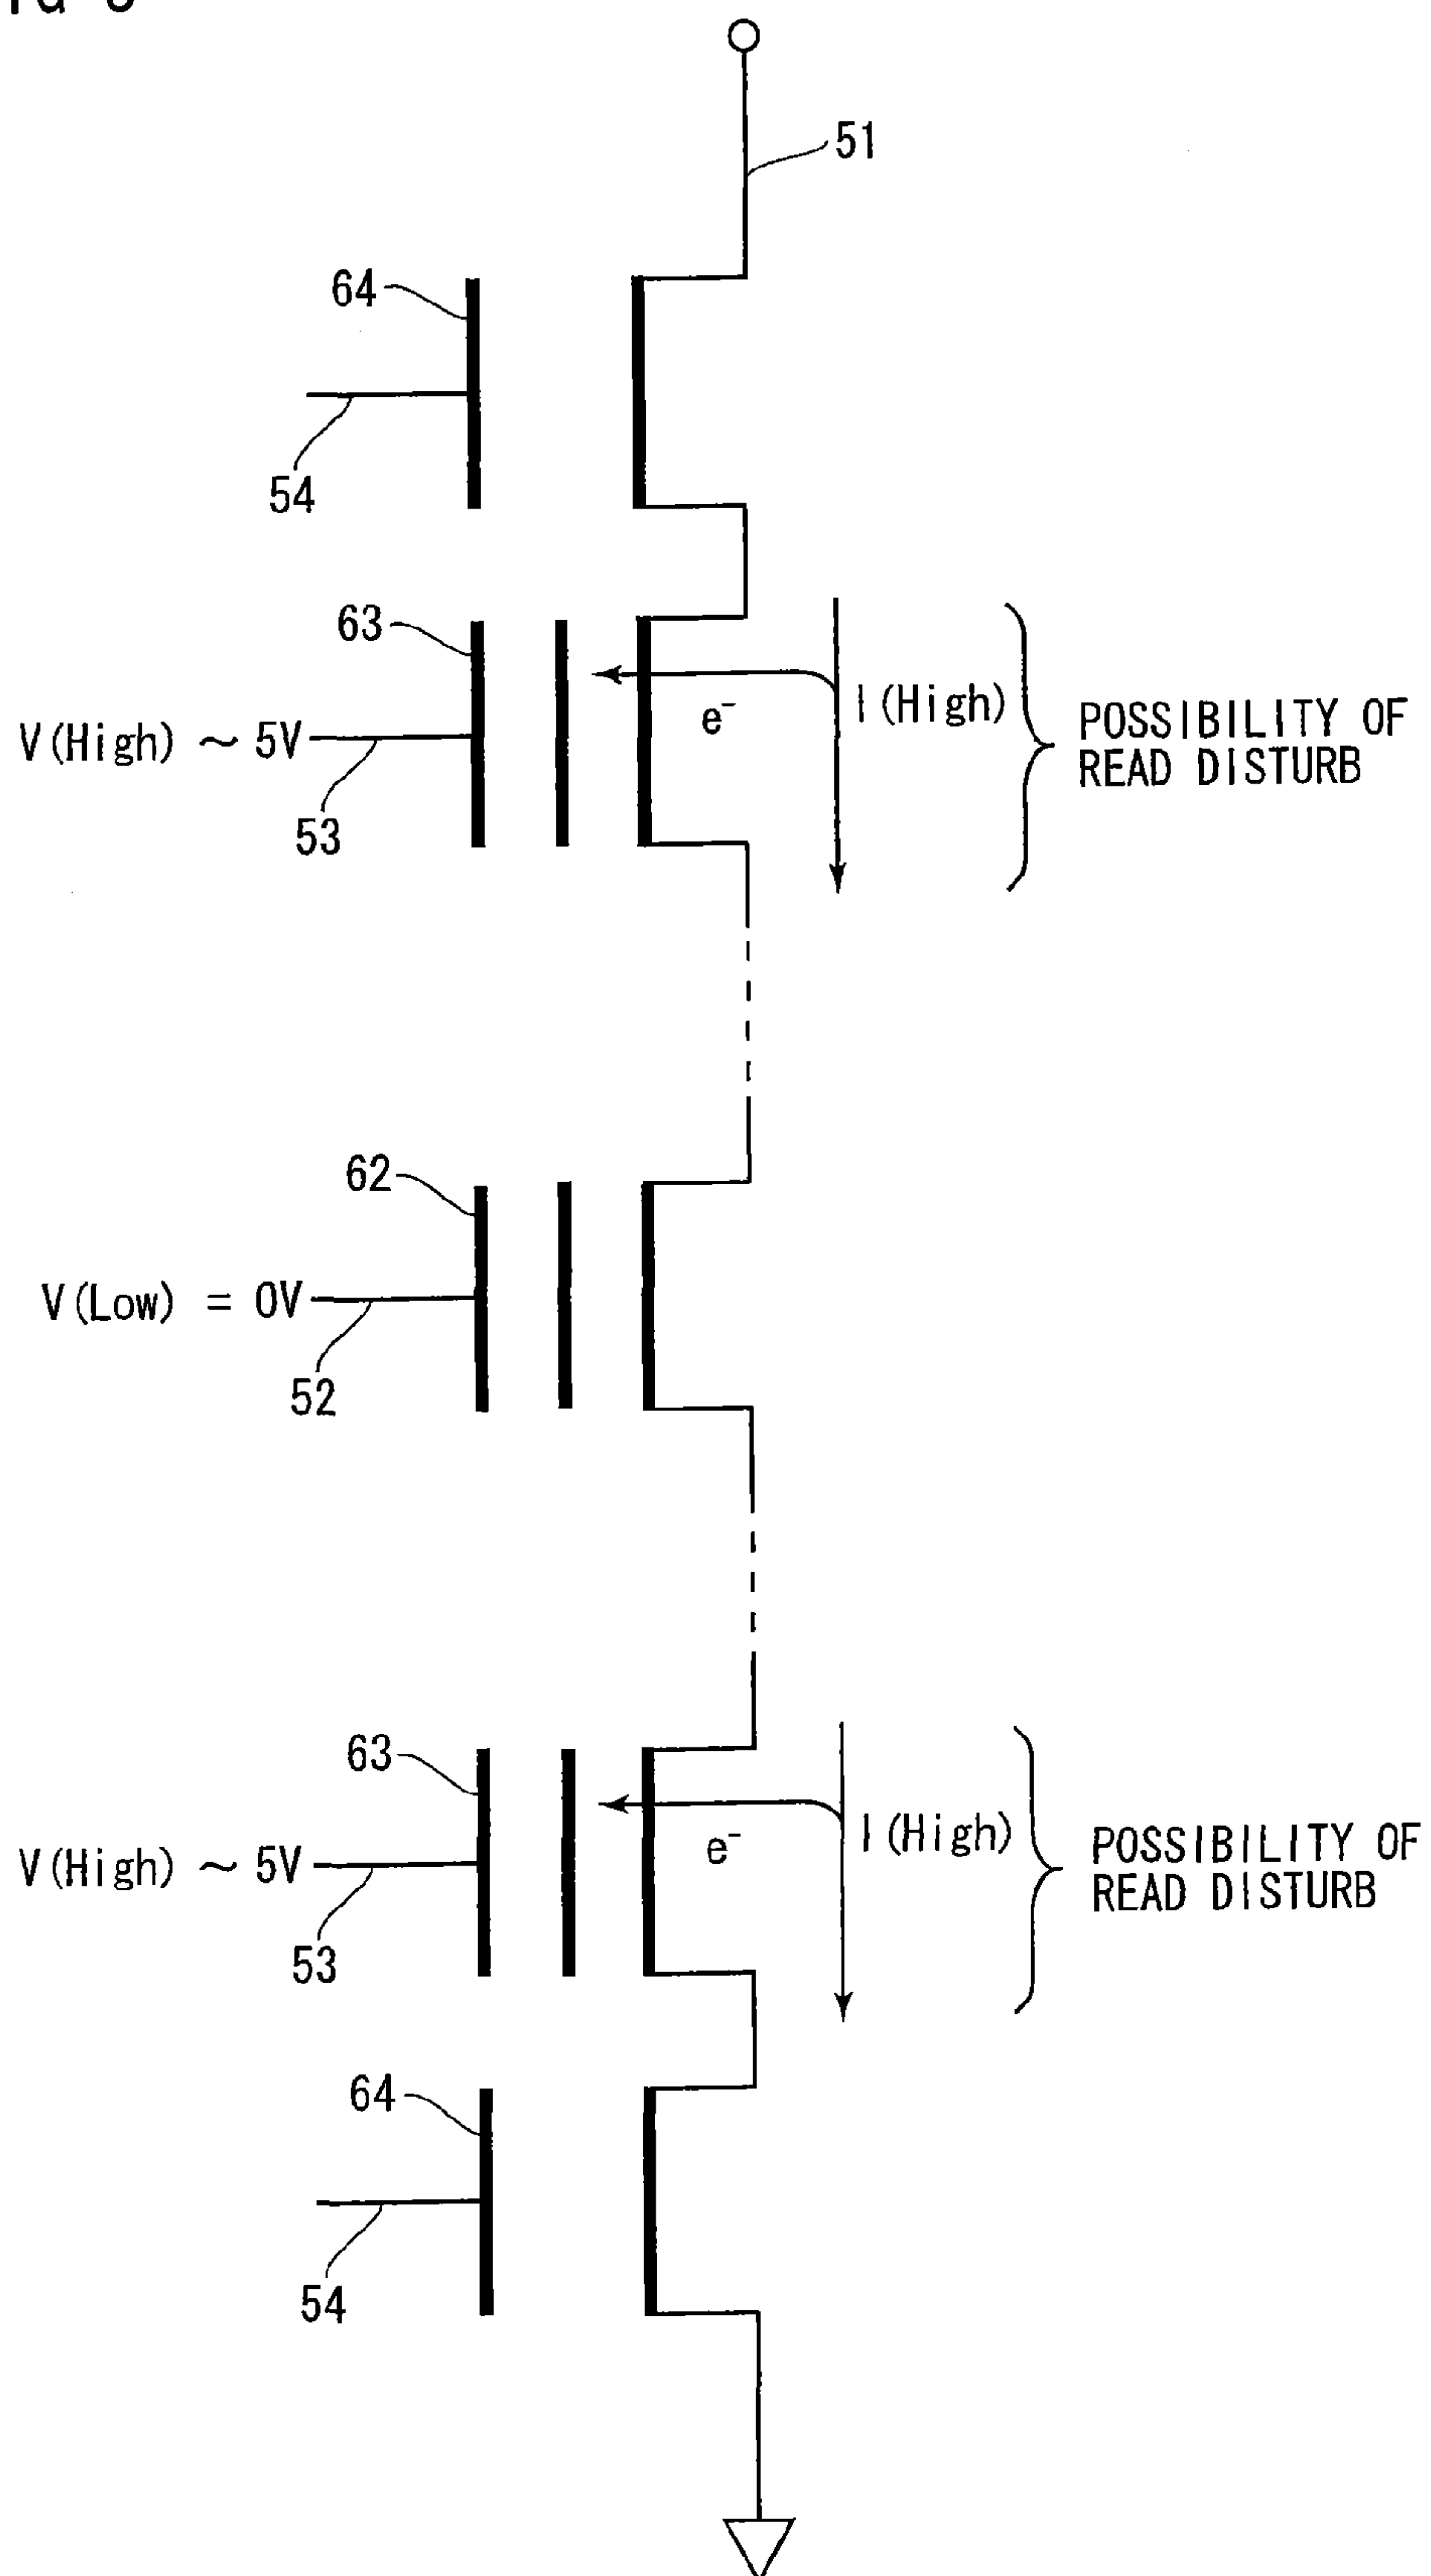 51
64
54
63
V(High) ~ 5V
53
e⁻
I(High)
POSSIBILITY OF
READ DISTURB
62
V(Low) = 0V
52
63
V(High) ~ 5V
53
e⁻
I(High)
POSSIBILITY OF
READ DISTURB
64
54